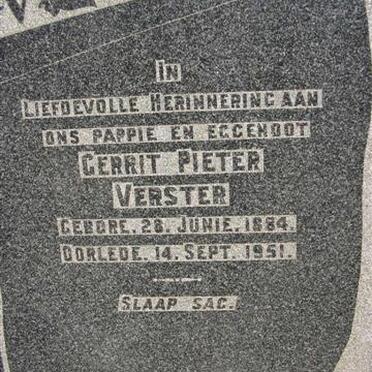 IN
LIEFDEVOLLE HERINNERING AAN
ONS PAPPIE EN EGGENOOT
GERRIT PIETER
VERSTER
GEBORE. 28. JUNIE. 1884.
OORLEDE. 14. SEPT. 1951.
SLAAP SAG.